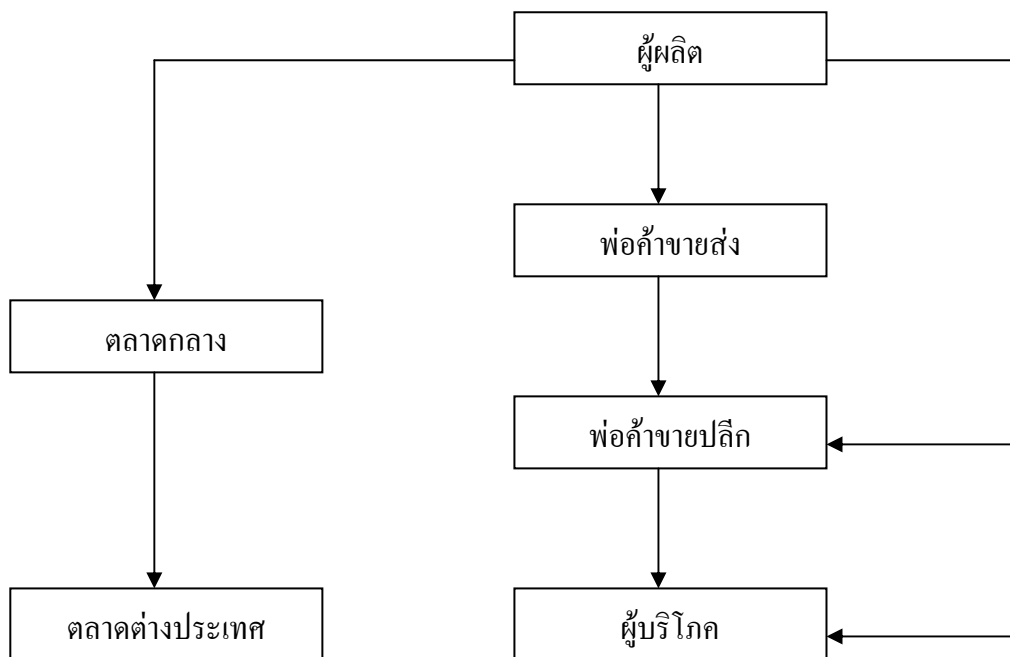 ผู้ผลิต
พ่อค้าขายส่ง
ตลาดกลาง
พ่อค้าขายปลีก
ตลาดต่างประเทศ
ผู้บริโภค